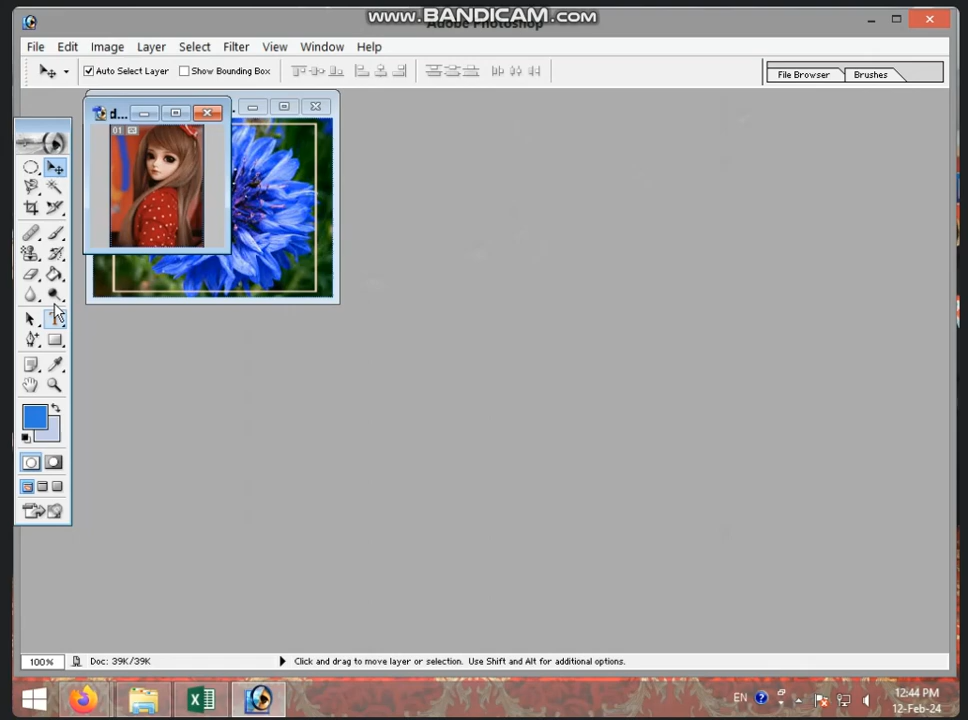 www.BANDICAM.com
Adobe Photoshop
File Edit Image Layer Select Filter View Window Help
Auto Select Layer Show Bounding Box
File Browser Brushes
d...
01
T
100% Doc: 39K/39K Click and drag to move layer or selection. Use Shift and Alt for additional options.
EN 12:44 PM
12-Feb-24